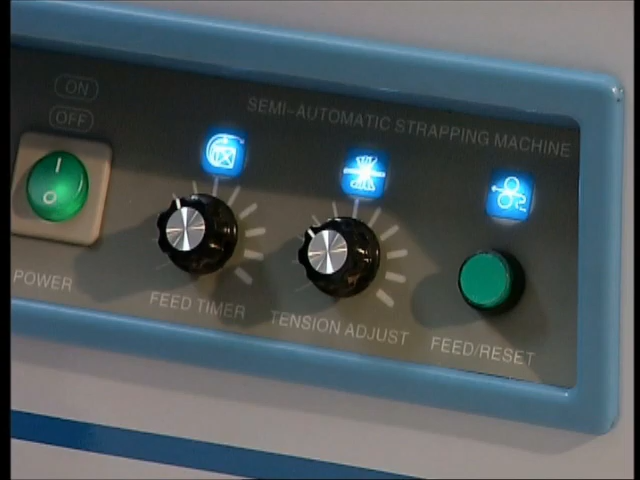 ON
OFF
SEMI-AUTOMATIC STRAPPING MACHINE
POWER
FEED TIMER
TENSION ADJUST
FEED/RESET